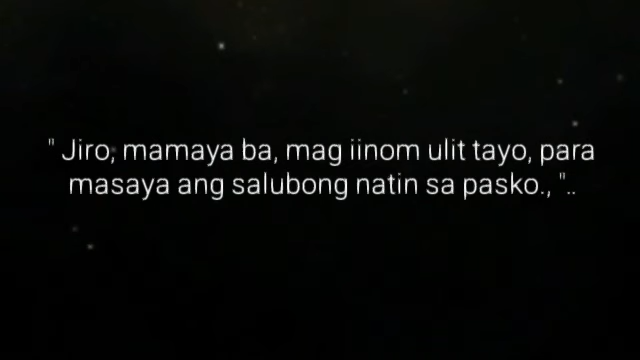 " Jiro, mamaya ba, mag iinom ulit tayo, para
masaya ang salubong natin sa pasko., "..